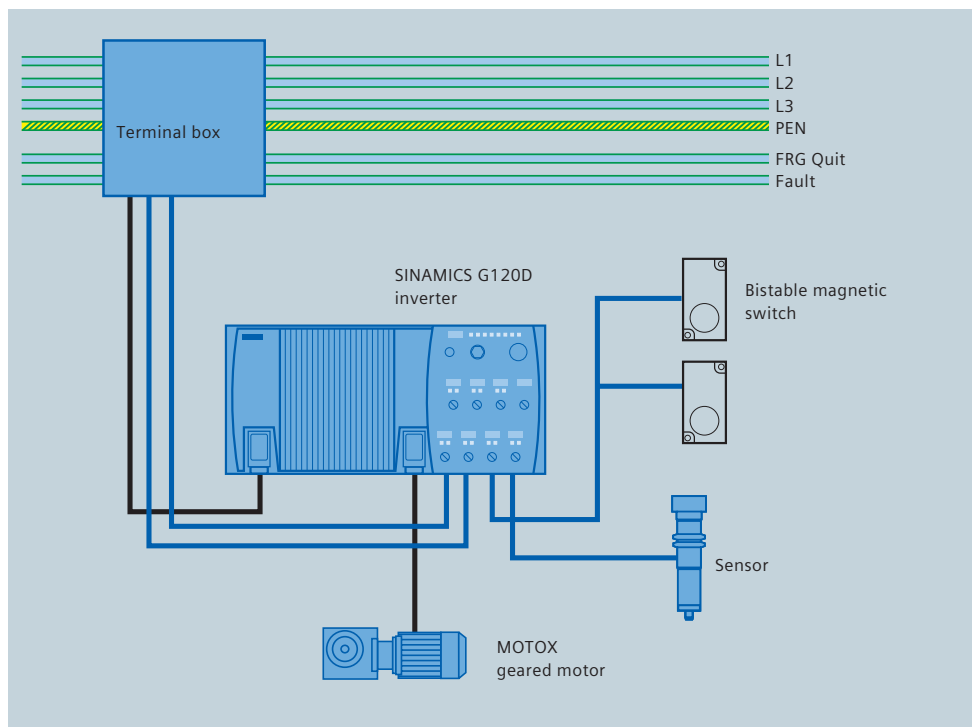 L1
L2
L3
PEN
Terminal box
FRG Quit
Fault
SINAMICS G120D
inverter
Bistable magnetic
switch
Sensor
MOTOX
geared motor